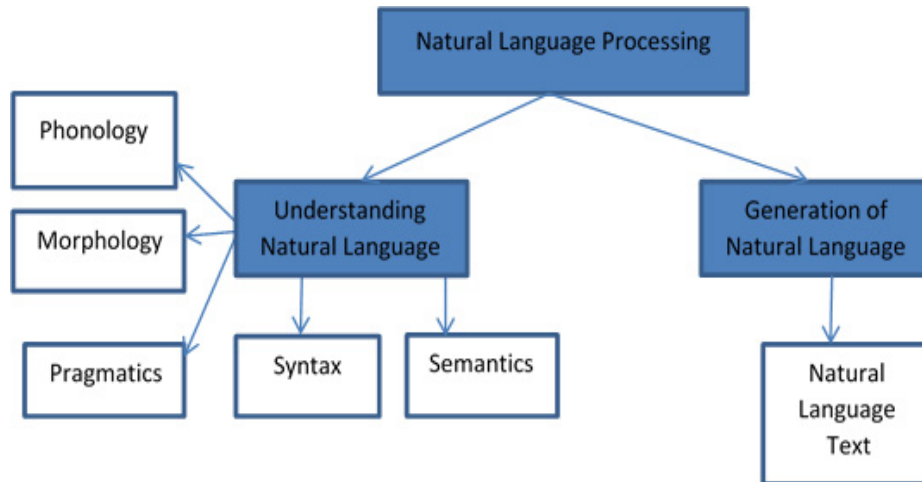 Natural Language Processing
Phonology
Understanding
Natural Language
Generation of
Natural Language
Morphology
Pragmatics
Syntax
Semantics
Natural
Language
Text